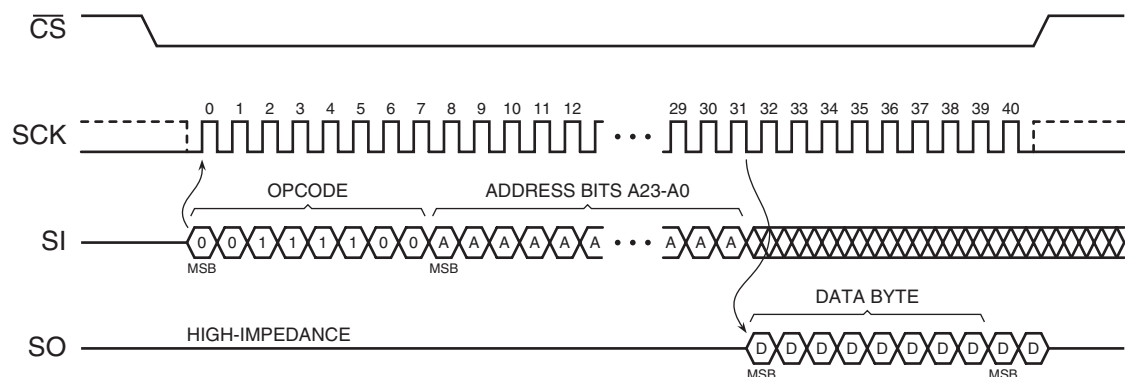 CS
0 1 2 3 4 5 6 7 8 9 10 11 12 29 30 31 32 33 34 35 36 37 38 39 40
SCK
OPCODE ADDRESS BITS A23-A0
SI 0 0 1 1 1 1 0 0 A A A A A A A A A
MSB MSB
DATA BYTE
HIGH-IMPEDANCE
SO D D D D D D D D D D
MSB MSB